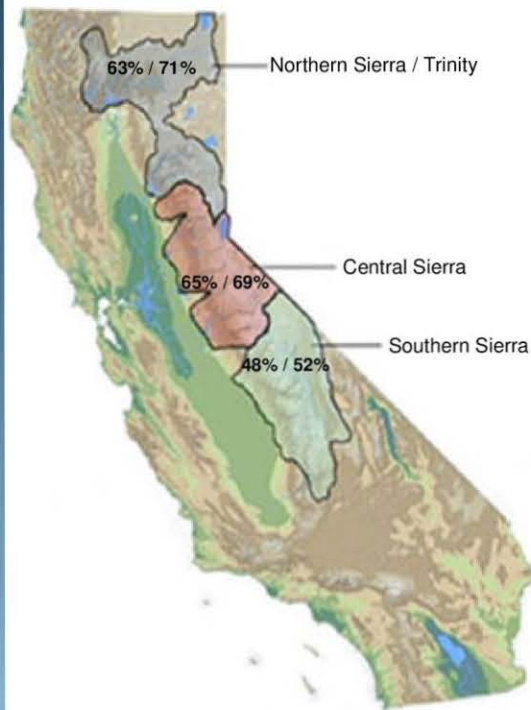 63% / 71%
Northern Sierra / Trinity
65% / 69%
Central Sierra
48% / 52%
Southern Sierra